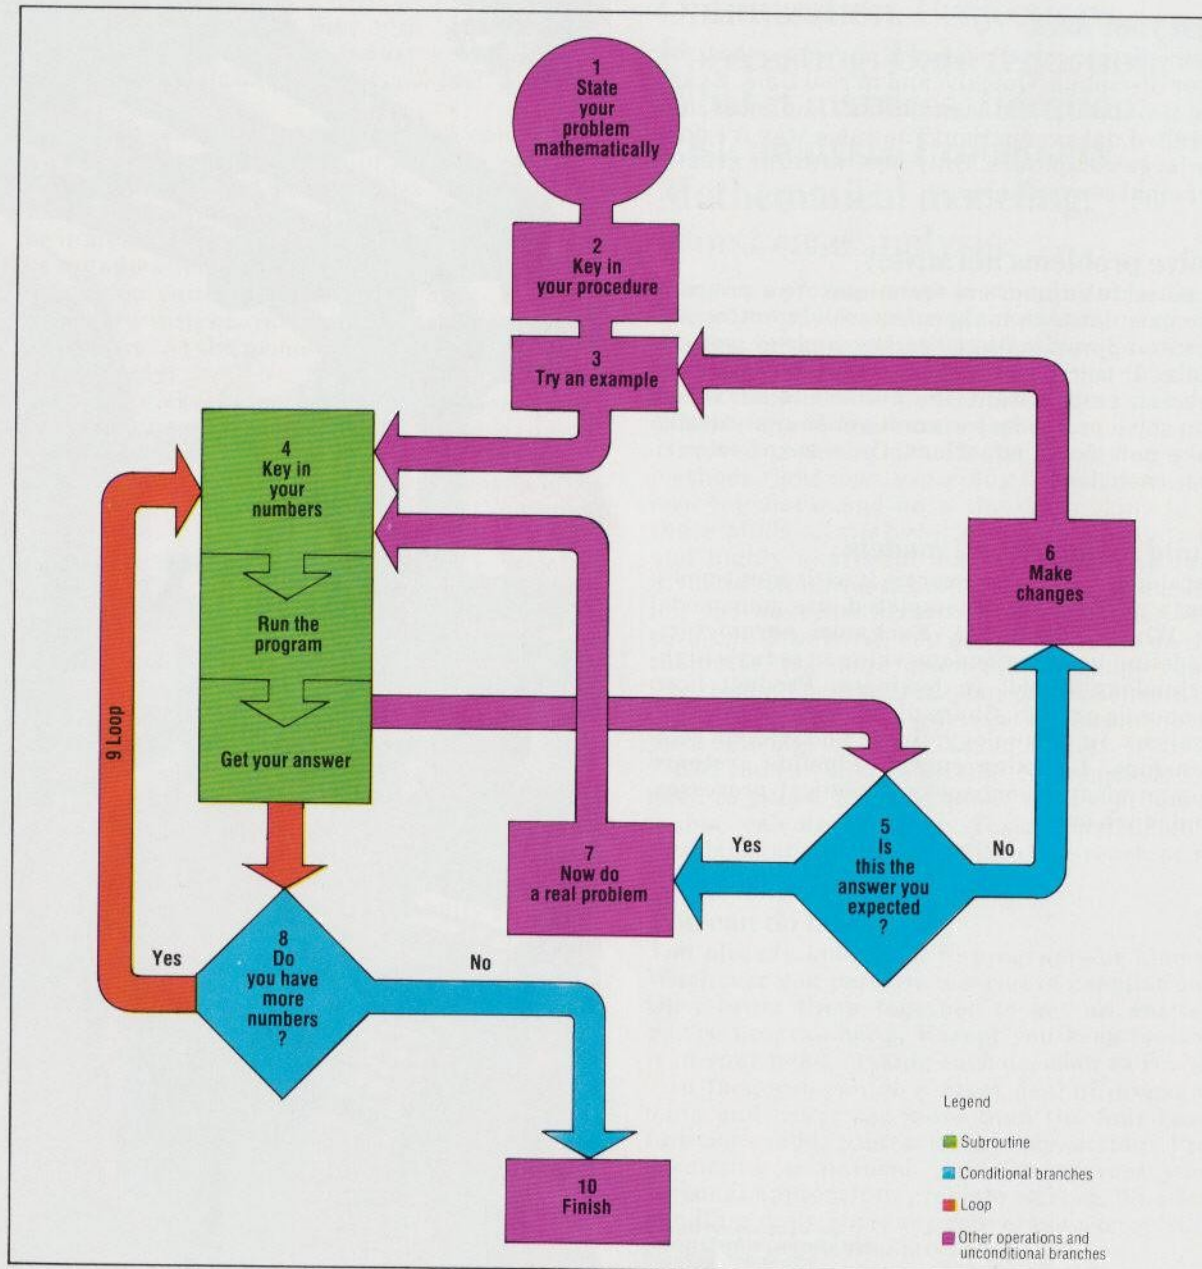 1
State
your
problem
mathematically
2
Key in
your procedure
3
Try an example
4
Key in
your
numbers
Run the
program
Get your answer
5
Is
this the
answer you
expected
?
Yes
No
6
Make
changes
7
Now do
a real problem
8
Do
you have
more
numbers
?
Yes
No
9 Loop
10
Finish
Legend
Subroutine
Conditional branches
Loop
Other operations and
unconditional branches